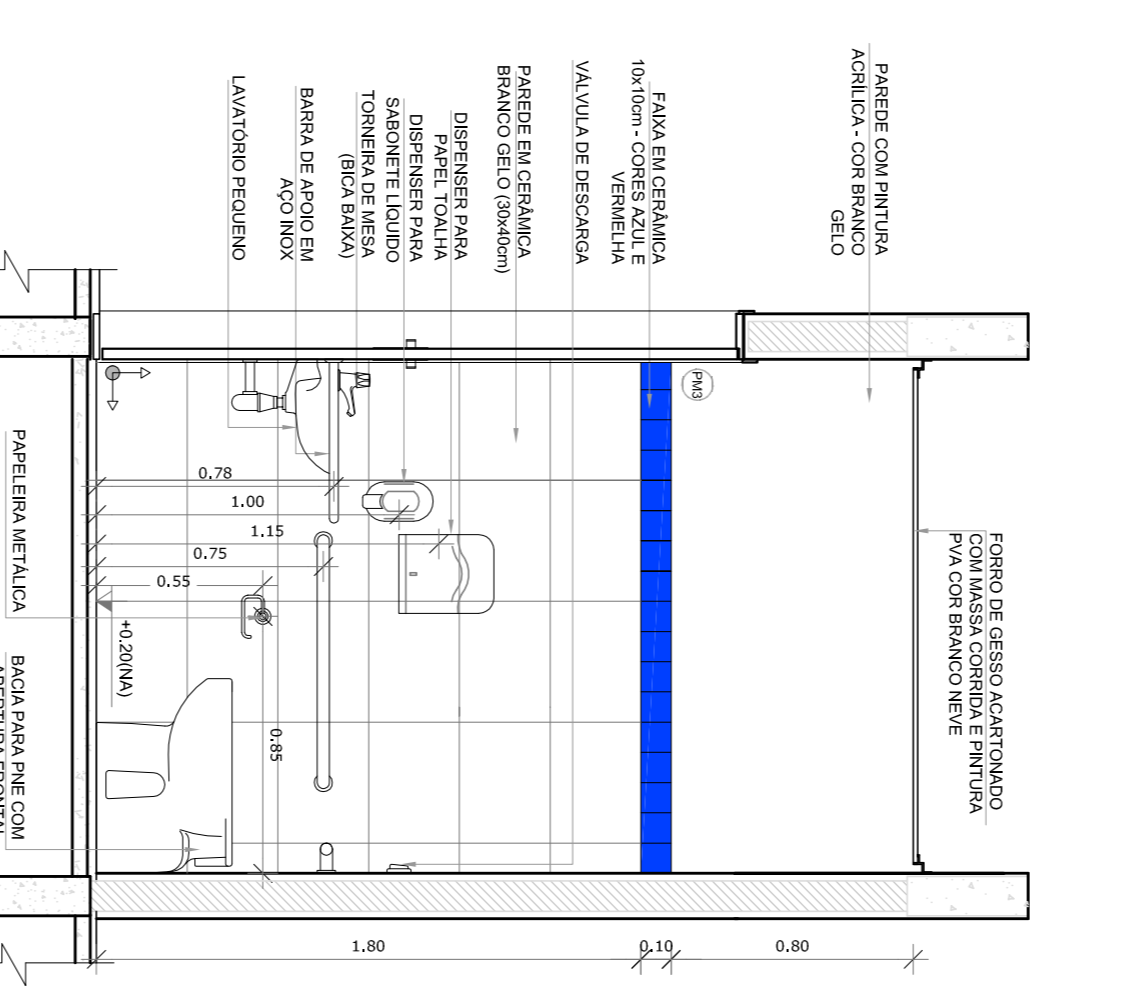 PAREDE COM PINTURA
ACRÍLICA - COR BRANCO
GELO
FAIXA EM CERÂMICA
10x10cm - CORES AZUL E
VERMELHA
VÁLVULA DE DESCARGA
PAREDE EM CERÂMICA
BRANCO GELO (30x40cm)
DISPENSER PARA
PAPEL TOALHA
DISPENSER PARA
SABONETE LÍQUIDO
TORNEIRA DE MESA
(BICA BAIXA)
BARRA DE APOIO EM
AÇO INOX
LAVATÓRIO PEQUENO
PM3
FORRO DE GESSO ACARTONADO
COM MASSA CORRIDA E PINTURA
PVA COR BRANCO NEVE
0.78
1.00
1.15
0.75
0.55
0.85
+0.20(NA)
0.80
0.10
1.80
PAPELEIRA METÁLICA
BACIA PARA PNE COM
ABERTURA FRONTAL